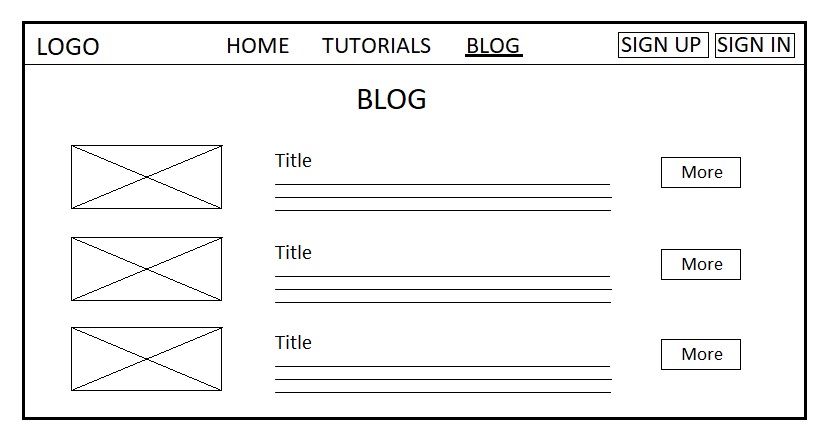 LOGO HOME TUTORIALS BLOG SIGN UP SIGN IN
BLOG
Title
More
Title
More
Title
More